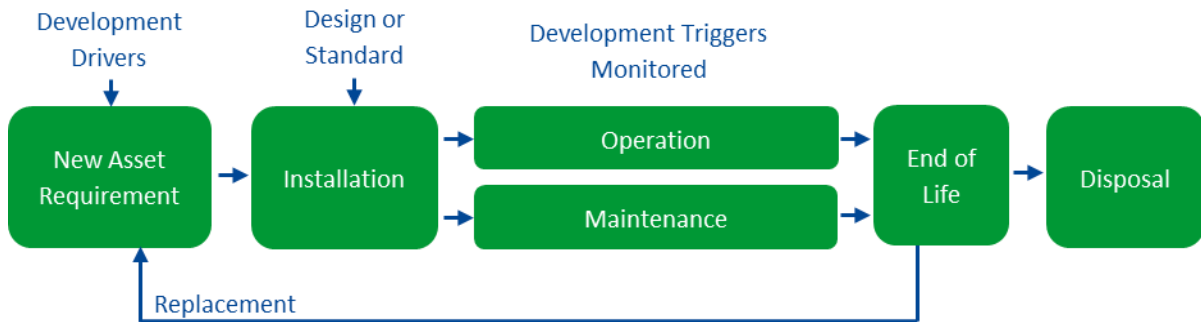 Development
Drivers
Design or
Standard
Development Triggers
Monitored
New Asset
Requirement
Installation
Operation
Maintenance
End of
Life
Disposal
Replacement